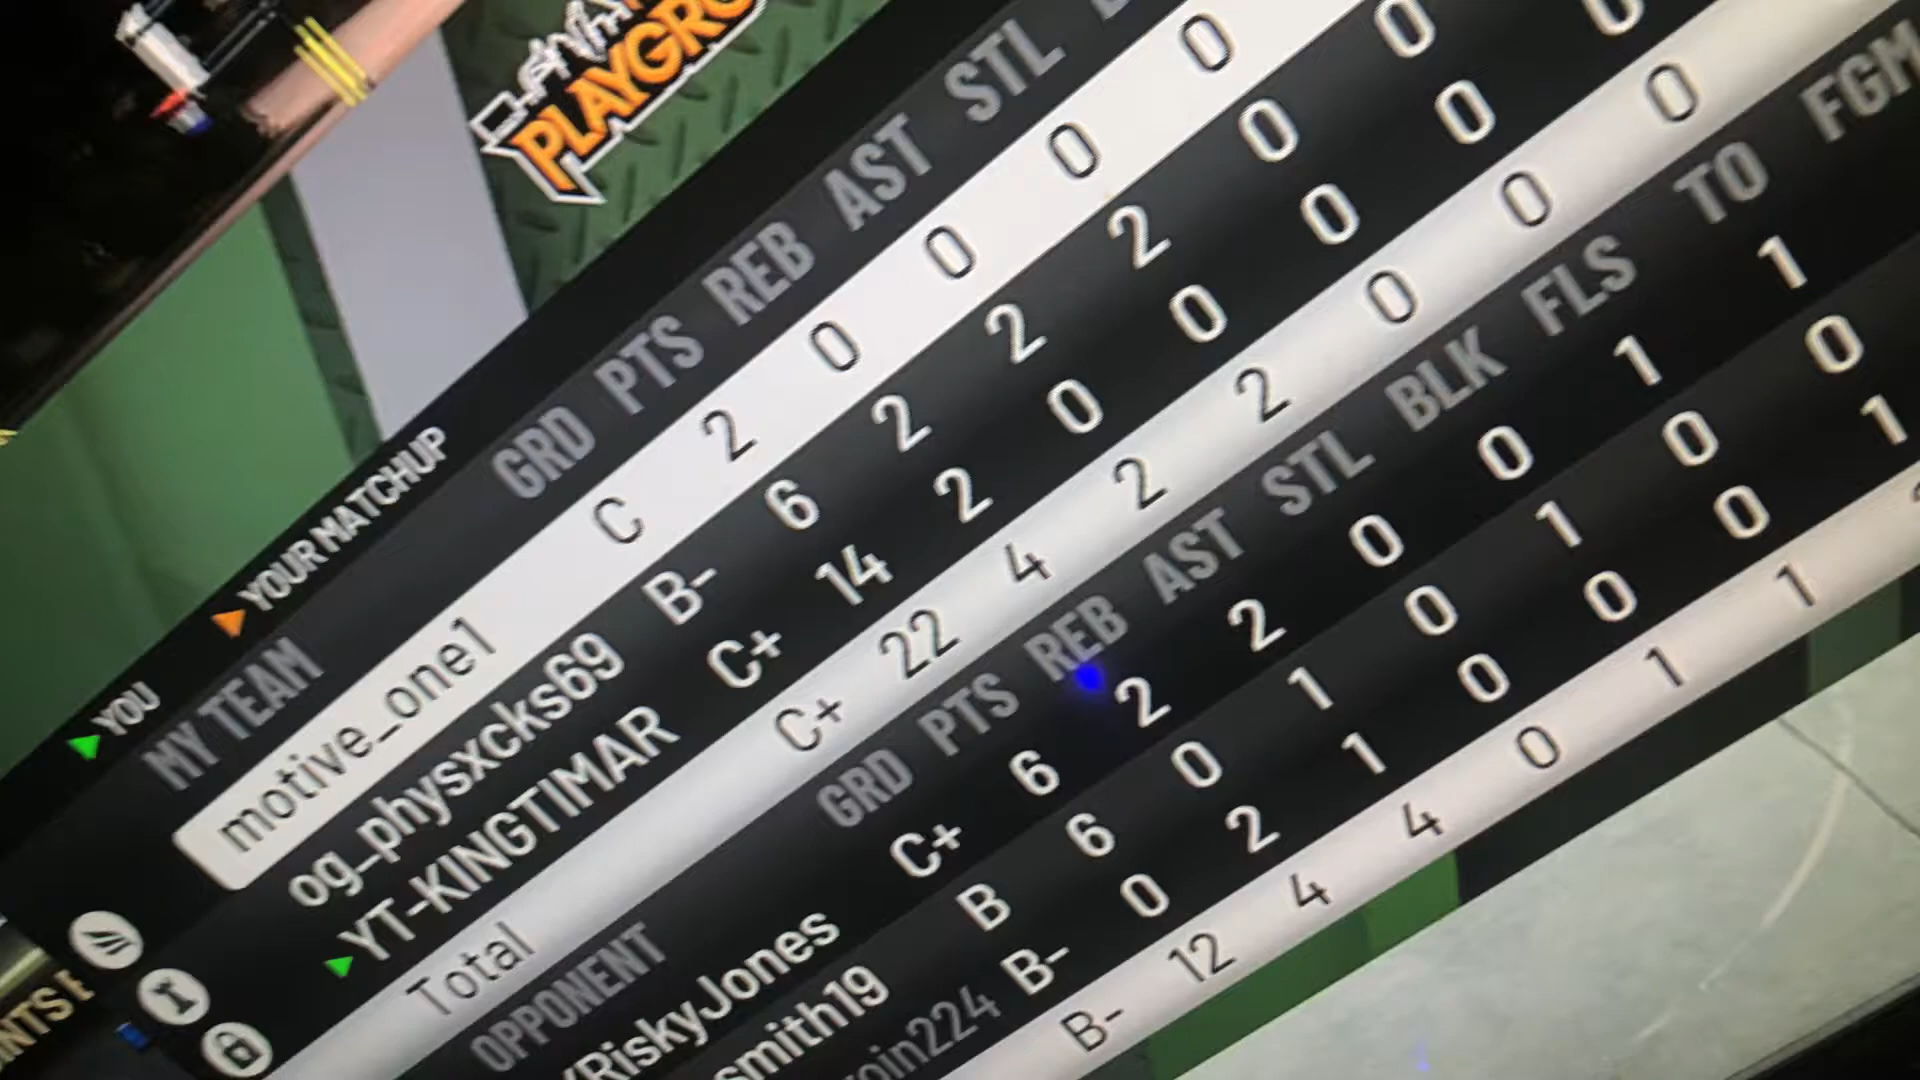 PLAYGRO
YOU
YOUR MATCHUP
MY TEAM GRD PTS REB AST STL
motive_one1 C 2 0 0 0 0
og_physxcks69 B- 6 2 2 2 0 0
YT-KINGTIMAR C+ 14 2 0 0 0 0 0
Total C+ 22 4 2 2 0 0 0
OPPONENT GRD PTS REB AST STL BLK FLS TO FGM
RiskyJones C+ 6 2 2 0 0 1 1
smith19 B 6 0 1 0 1 0 0
oin224 B- 0 2 1 0 0 0 1
B- 12 4 4 0 1 1